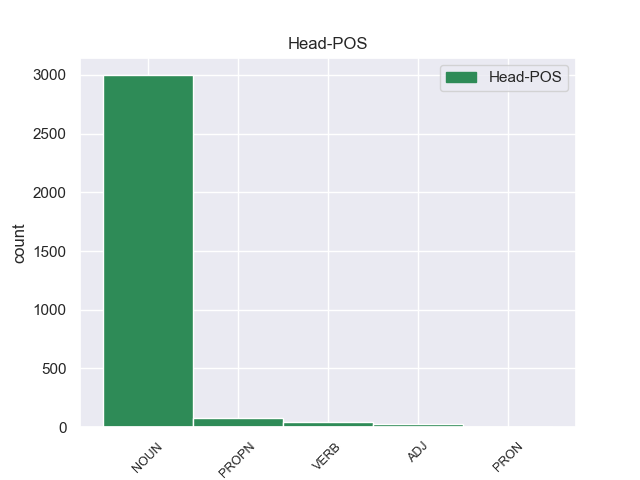 Head-POS
Head-POS
3000
2500
2000
1500
1000
500
0
count
NOUN
PROPN
VERB
ADJ
PRON